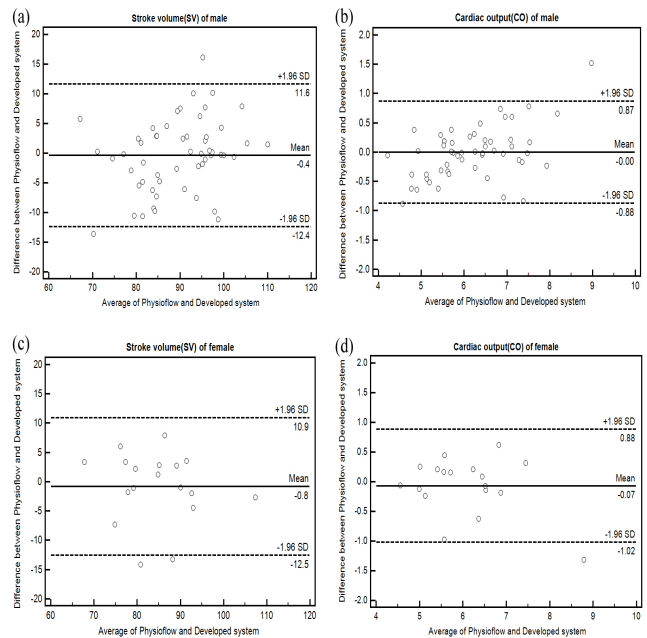 (a)
Stroke volume(SV) of male
Difference between Physioflow and Developed system
20
15
10
5
0
-5
-10
-15
-20
+1.96 SD
11.6
Mean
-0.4
-1.96 SD
-12.4
60 70 80 90 100 110 120
Average of Physioflow and Developed system
(b)
Cardiac output(CO) of male
Difference between Physioflow and Developed system
2.0
1.5
1.0
0.5
0.0
-0.5
-1.0
-1.5
-2.0
+1.96 SD
0.87
Mean
-0.00
-1.96 SD
-0.88
4 5 6 7 8 9 10
Average of Physioflow and Developed system
(c)
Stroke volume(SV) of female
Difference between Physioflow and Developed system
20
15
10
5
0
-5
-10
-15
-20
+1.96 SD
10.9
Mean
-0.8
-1.96 SD
-12.5
60 70 80 90 100 110 120
Average of Physioflow and Developed system
(d)
Cardiac output(CO) of female
Difference between Physioflow and Developed system
2.0
1.5
1.0
0.5
0.0
-0.5
-1.0
-1.5
-2.0
+1.96 SD
0.88
Mean
-0.07
-1.96 SD
-1.02
4 5 6 7 8 9 10
Average of Physioflow and Developed system